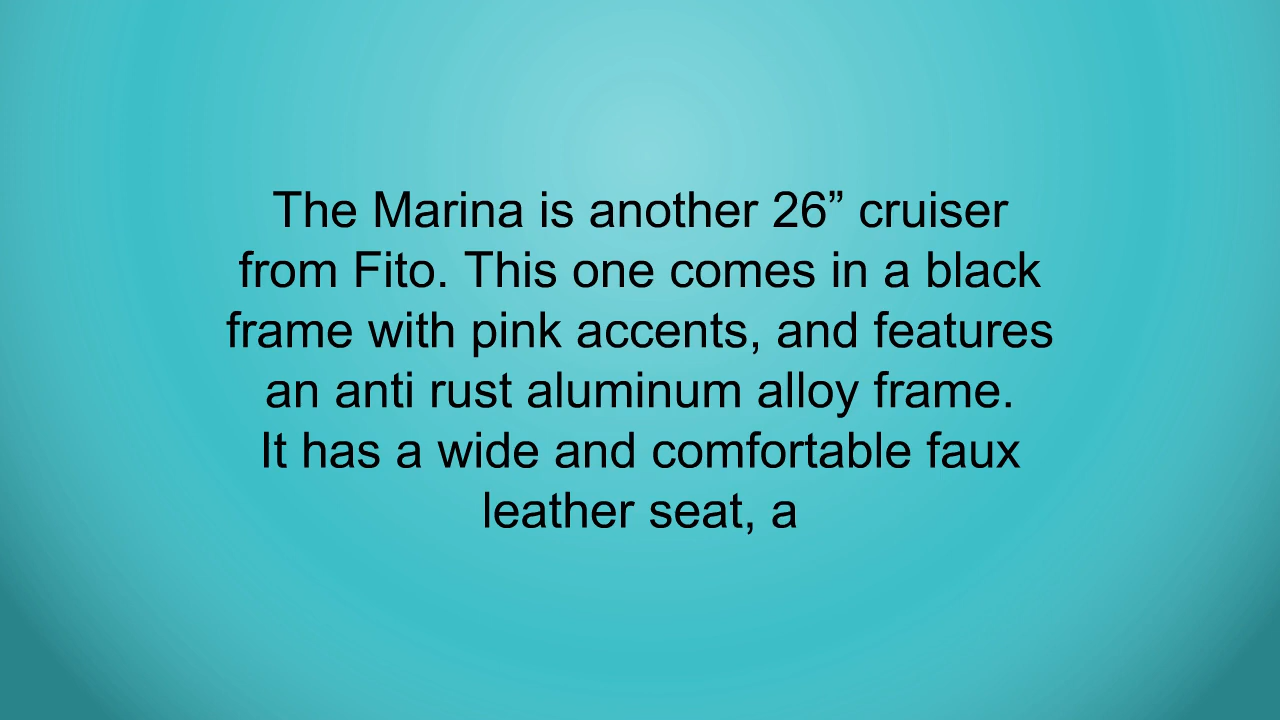 The Marina is another 26” cruiser
from Fito. This one comes in a black
frame with pink accents, and features
an anti rust aluminum alloy frame.
It has a wide and comfortable faux
leather seat, a